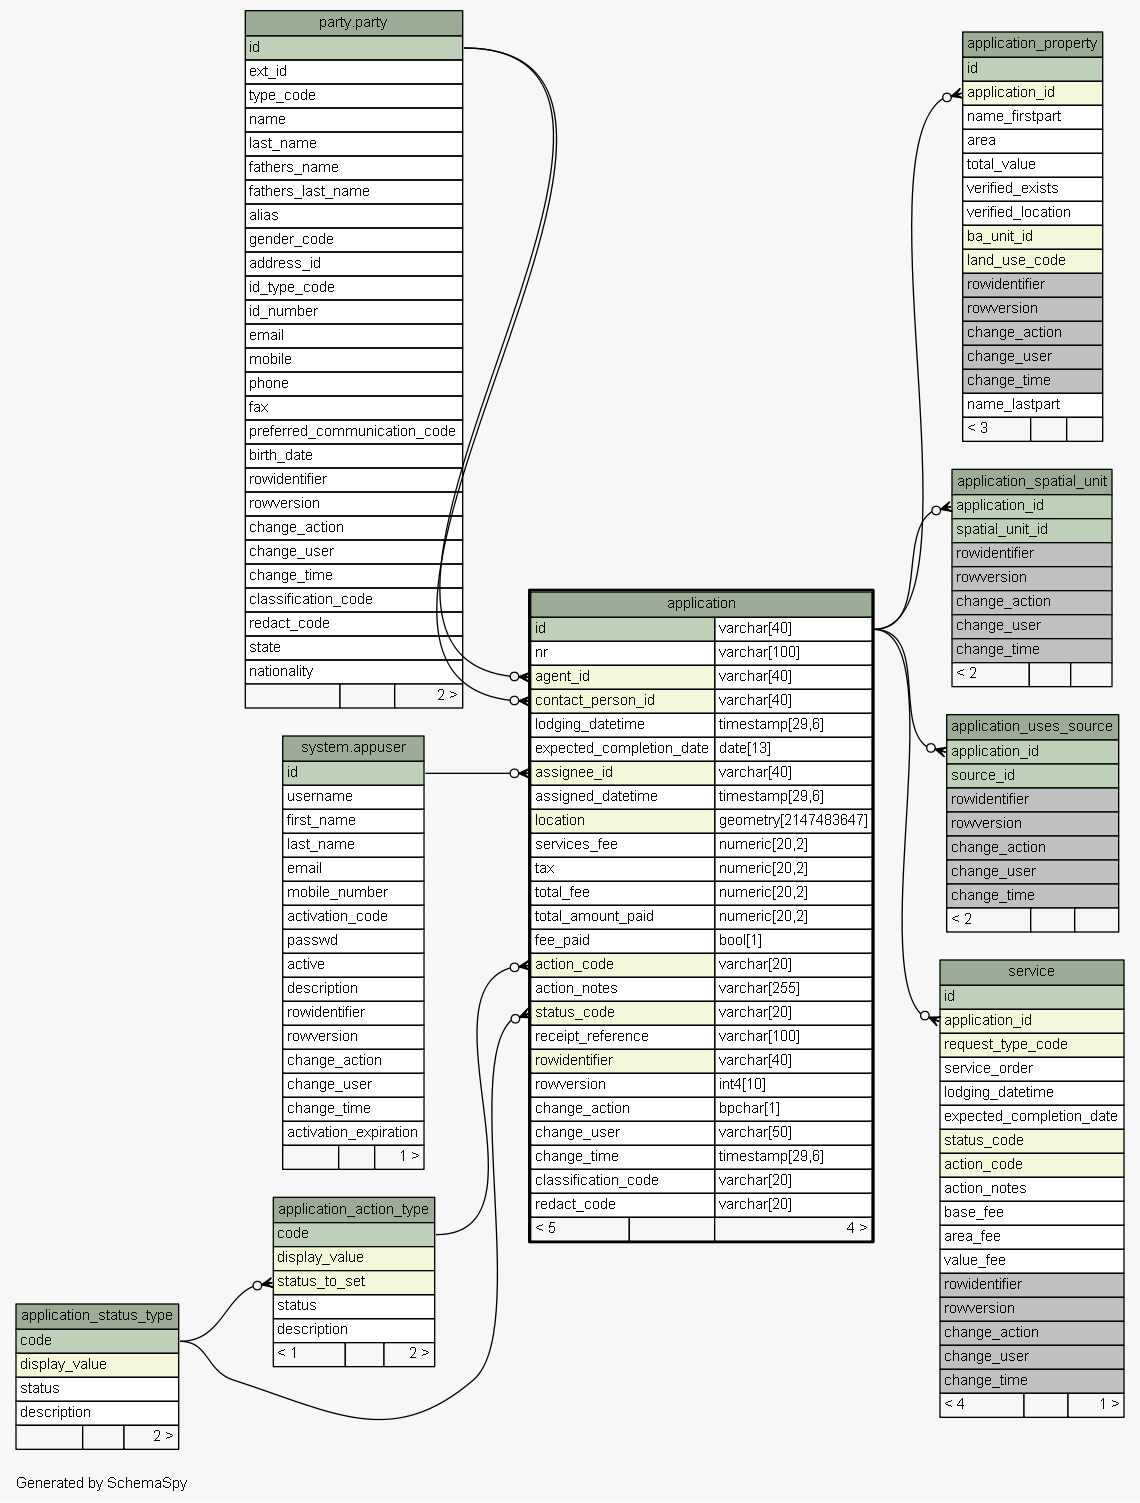 party.party
id
ext_id
type_code
name
last_name
fathers_name
fathers_last_name
alias
gender_code
address_id
id_type_code
id_number
email
mobile
phone
fax
preferred_communication_code
birth_date
rowidentifier
rowversion
change_action
change_user
change_time
classification_code
redact_code
state
nationality
2 >
system.appuser
id
username
first_name
last_name
email
mobile_number
activation_code
passwd
active
description
rowidentifier
rowversion
change_action
change_user
change_time
activation_expiration
1 >
application_action_type
code
display_value
status_to_set
status
description
< 1 2 >
application_status_type
code
display_value
status
description
2 >
application
id varchar[40]
nr varchar[100]
agent_id varchar[40]
contact_person_id varchar[40]
lodging_datetime timestamp[29,6]
expected_completion_date date[13]
assignee_id varchar[40]
assigned_datetime timestamp[29,6]
location geometry[2147483647]
services_fee numeric[20,2]
tax numeric[20,2]
total_fee numeric[20,2]
total_amount_paid numeric[20,2]
fee_paid bool[1]
action_code varchar[20]
action_notes varchar[255]
status_code varchar[20]
receipt_reference varchar[100]
rowidentifier varchar[40]
rowversion int4[10]
change_action bpchar[1]
change_user varchar[50]
change_time timestamp[29,6]
classification_code varchar[20]
redact_code varchar[20]
< 5 4 >
application_property
id
application_id
name_firstpart
area
total_value
verified_exists
verified_location
ba_unit_id
land_use_code
rowidentifier
rowversion
change_action
change_user
change_time
name_lastpart
< 3
application_spatial_unit
application_id
spatial_unit_id
rowidentifier
rowversion
change_action
change_user
change_time
< 2
application_uses_source
application_id
source_id
rowidentifier
rowversion
change_action
change_user
change_time
< 2
service
id
application_id
request_type_code
service_order
lodging_datetime
expected_completion_date
status_code
action_code
action_notes
base_fee
area_fee
value_fee
rowidentifier
rowversion
change_action
change_user
change_time
< 4 1 >
Generated by SchemaSpy